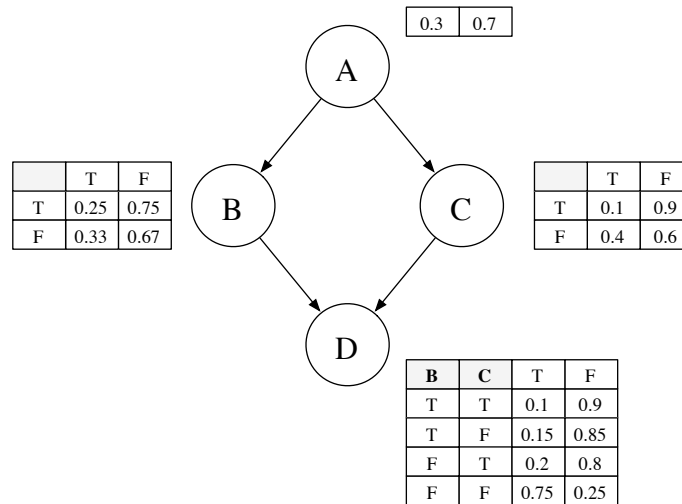 0.3 0.7
A
T F
T 0.25 0.75
F 0.33 0.67
B
C
T F
T 0.1 0.9
F 0.4 0.6
D
B C T F
T T 0.1 0.9
T F 0.15 0.85
F T 0.2 0.8
F F 0.75 0.25